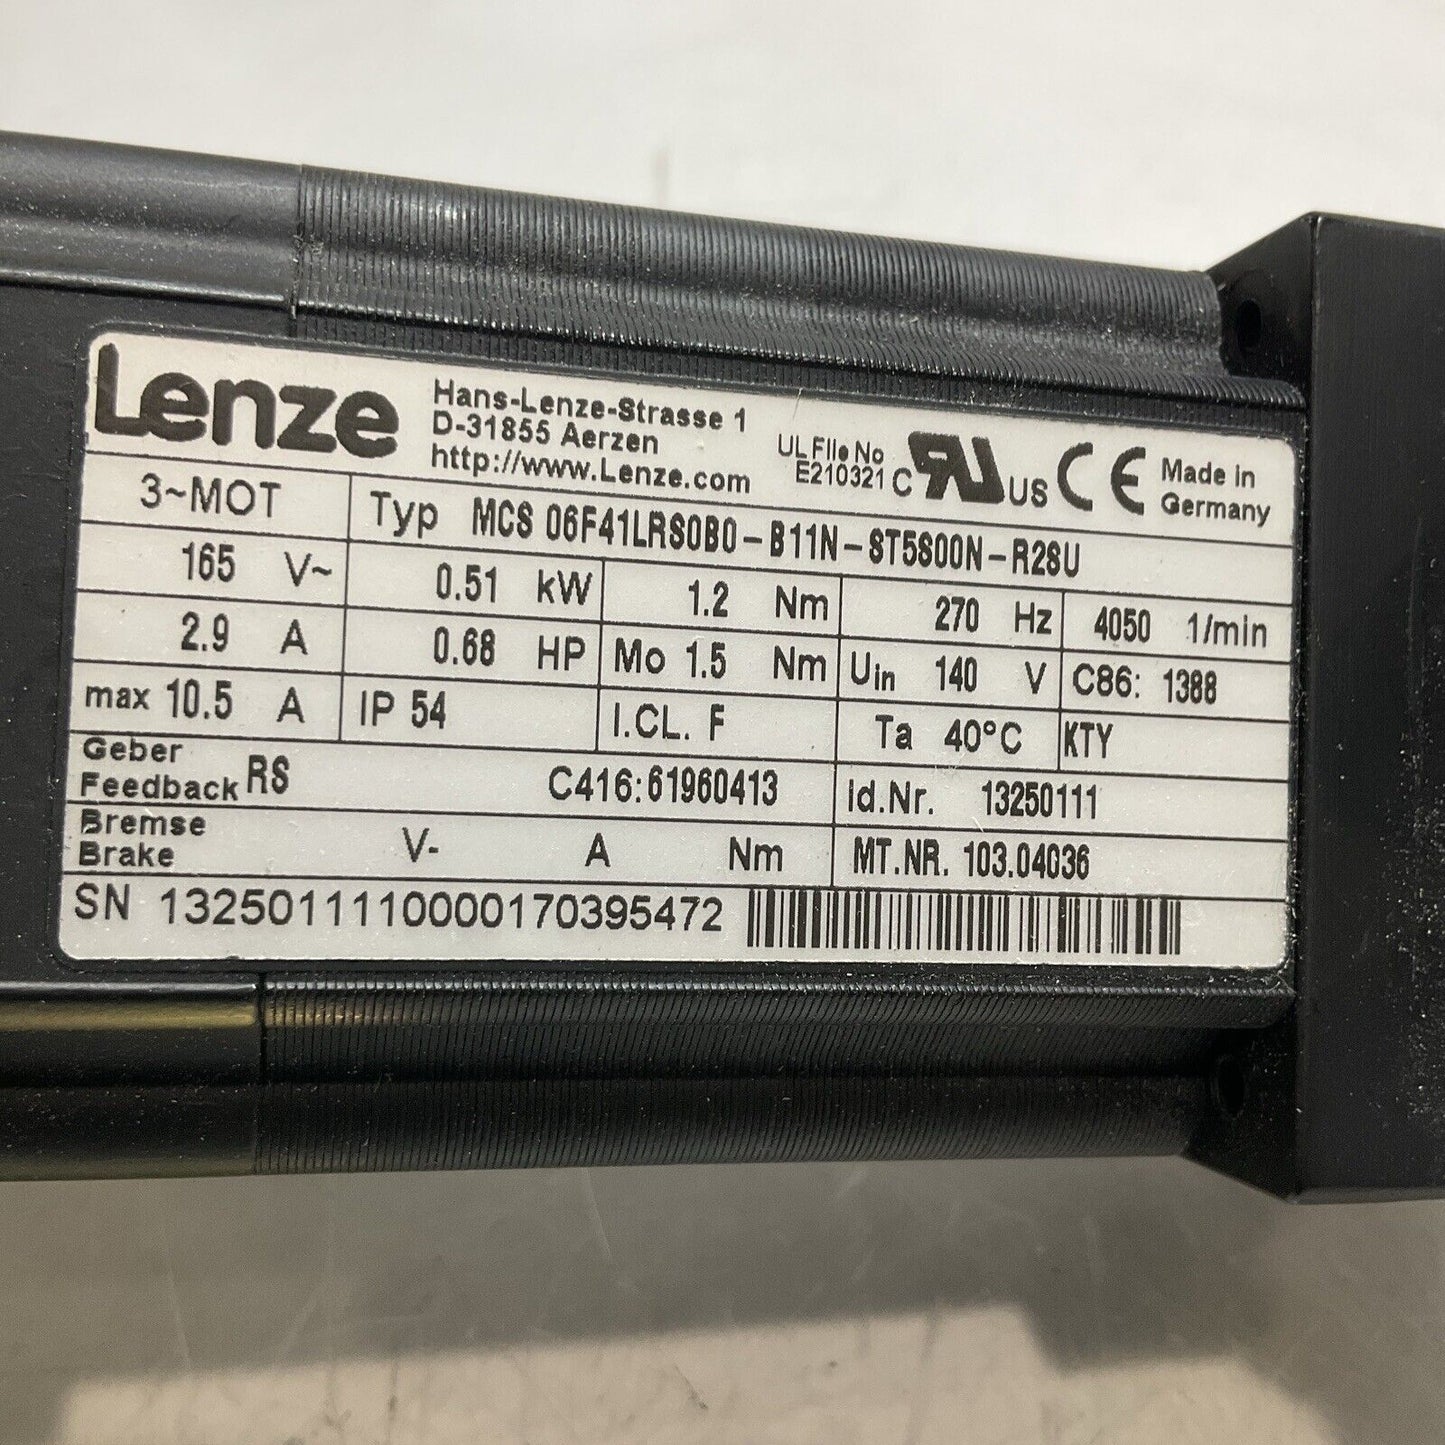 Lenze
Hans-Lenze-Strasse 1
D-31855 Aerzen
http://www.Lenze.com
UL File No
E210321
C RU US CE
Made in
Germany
3~MOT Typ MCS 06F41LRS0B0-B11N-ST5S00N-R2SU
165 V~ 0.51 kW 1.2 Nm 270 Hz 4050 1/min
2.9 A 0.68 HP Mo 1.5 Nm Uin 140 V C86: 1388
max 10.5 A IP 54 I.CL. F Ta 40°C KTY
Geber
Feedback RS C416:61960413 Id.Nr. 13250111
Bremse
Brake V- A Nm MT.NR. 103.04036
SN 1325011110000170395472